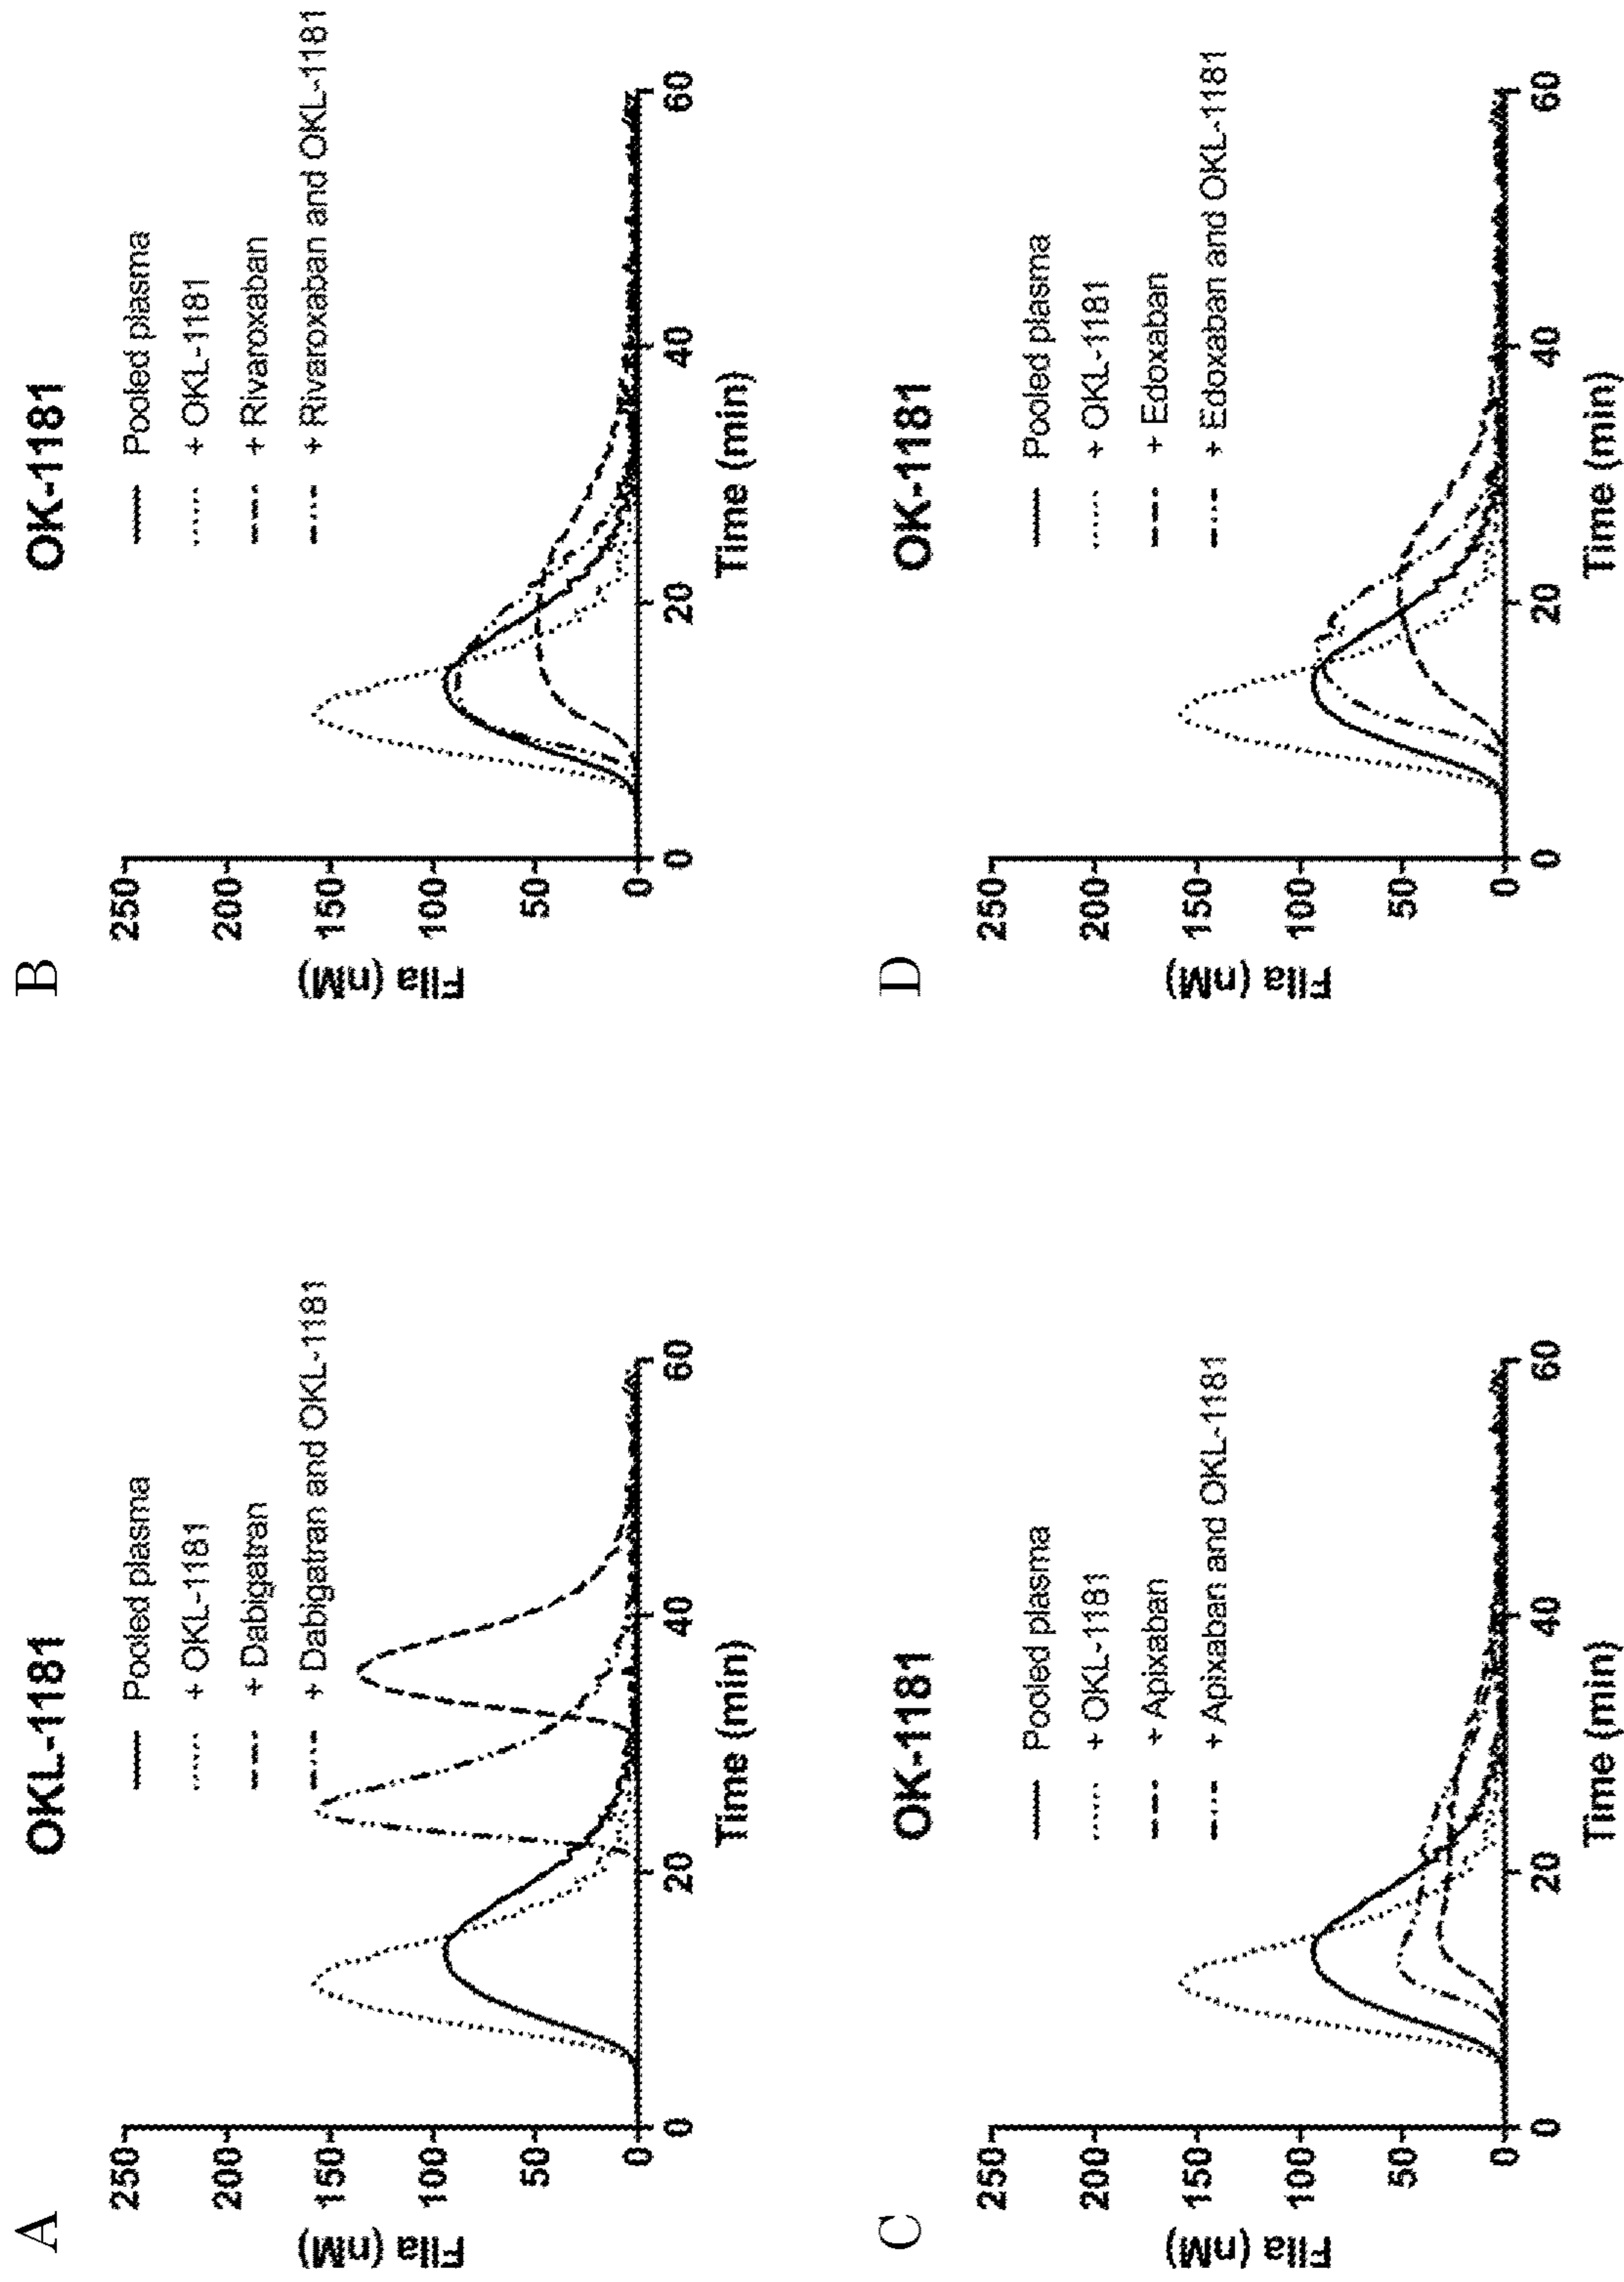 A
OKL-1181
FIIa (nM)
250
200
150
100
50
0
0
20
40
60
Time (min)
Pooled plasma
+ OKL-1181
+ Dabigatran
+ Dabigatran and OKL-1181
B
OK-1181
FIIa (nM)
250
200
150
100
50
0
0
20
40
60
Time (min)
Pooled plasma
+ OKL-1181
+ Rivaroxaban
+ Rivaroxaban and OKL-1181
C
OK-1181
FIIa (nM)
250
200
150
100
50
0
0
20
40
60
Time (min)
Pooled plasma
+ OKL-1181
+ Apixaban
+ Apixaban and OKL-1181
D
OK-1181
FIIa (nM)
250
200
150
100
50
0
0
20
40
60
Time (min)
Pooled plasma
+ OKL-1181
+ Edoxaban
+ Edoxaban and OKL-1181